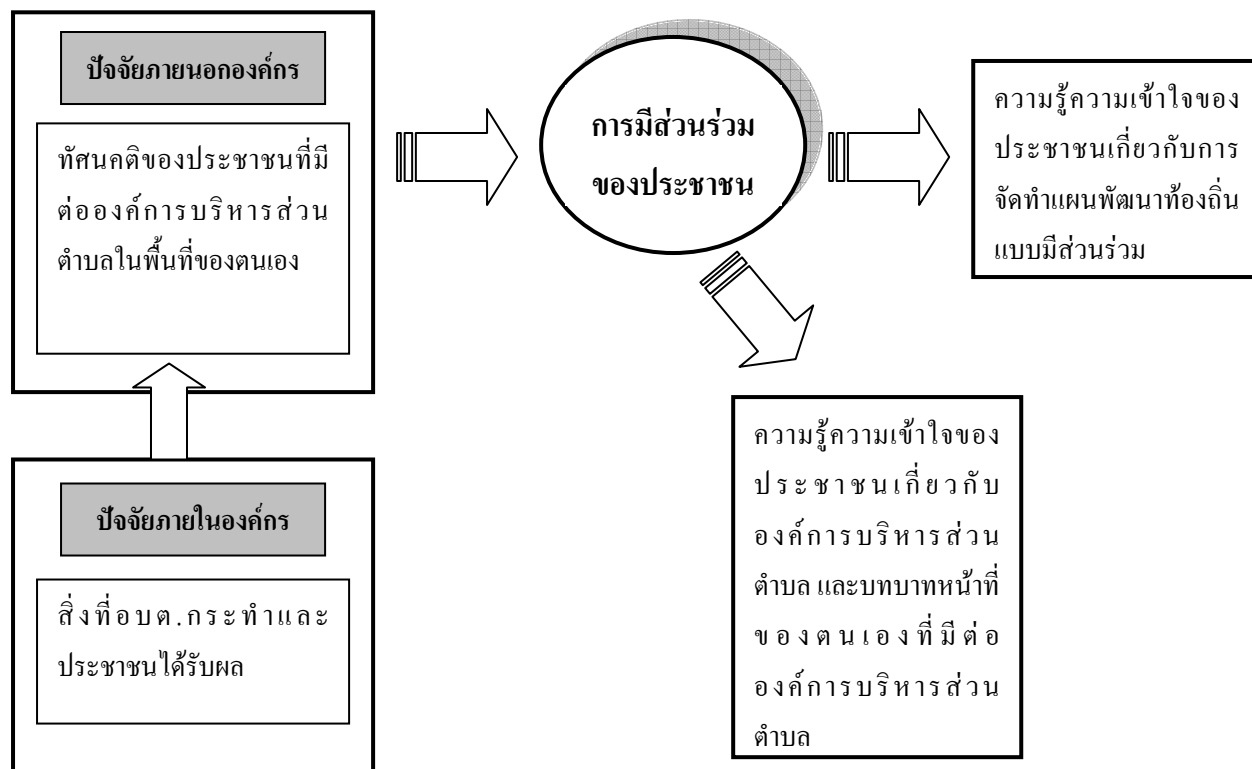 ปัจจัยภายนอกองค์กร
ทัศนคติของประชาชนที่มี
ต่อองค์การบริหารส่วน
ตำบลในพื้นที่ของตนเอง
ปัจจัยภายในองค์กร
สิ่งที่อบต.กระทำและ
ประชาชนได้รับผล
การมีส่วนร่วม
ของประชาชน
ความรู้ความเข้าใจของ
ประชาชนเกี่ยวกับการ
จัดทำแผนพัฒนาท้องถิ่น
แบบมีส่วนร่วม
ความรู้ความเข้าใจของ
ประชาชนเกี่ยวกับ
องค์การบริหารส่วน
ตำบล และบทบาทหน้าที่
ของตนเองที่มีต่อ
องค์การบริหารส่วน
ตำบล